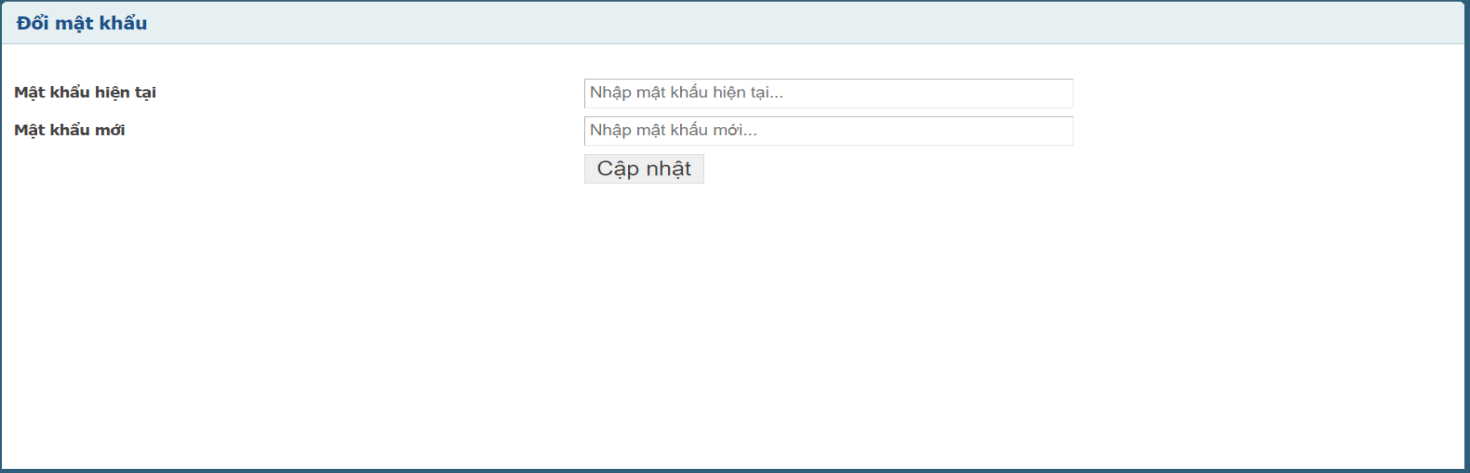 Đổi mật khẩu
Mật khẩu hiện tại
Nhập mật khẩu hiện tại...
Mật khẩu mới
Nhập mật khẩu mới...
Cập nhật